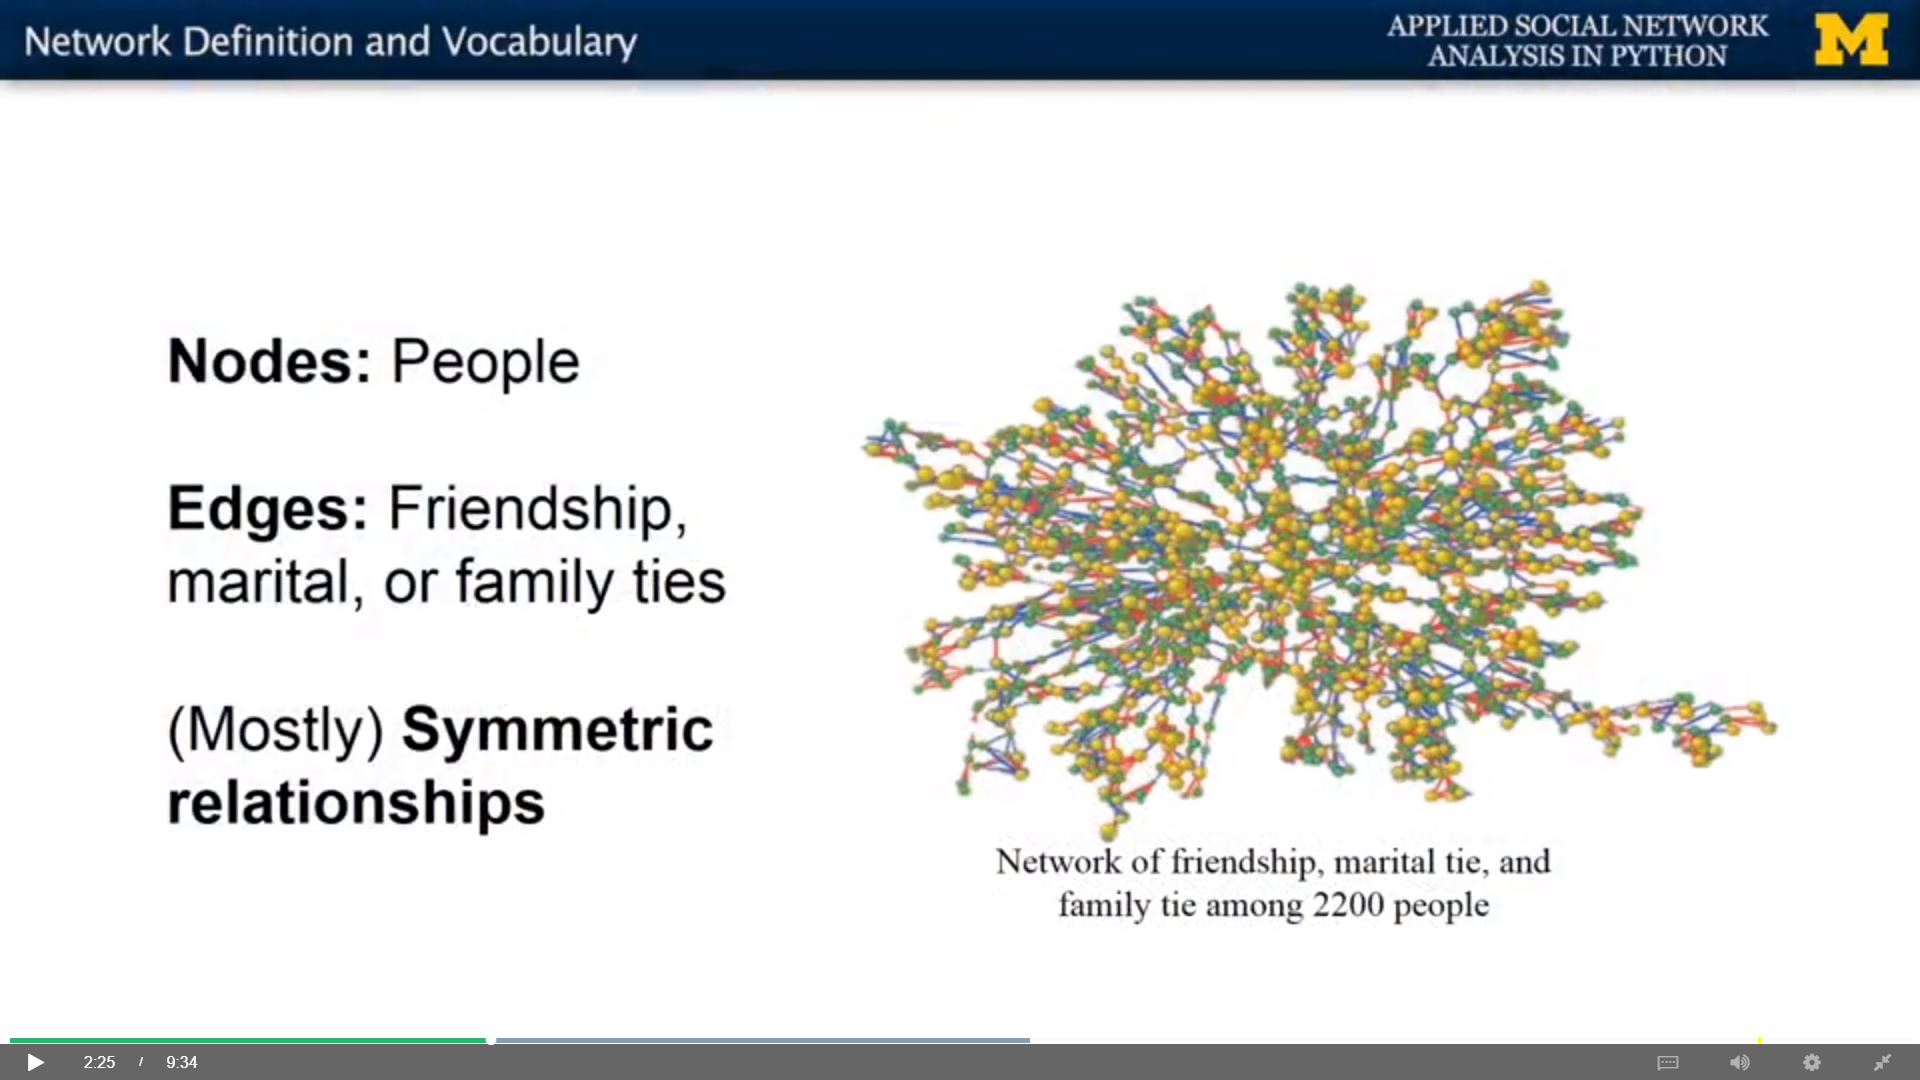 Network Definition and Vocabulary
APPLIED SOCIAL NETWORK
ANALYSIS IN PYTHON
M
Nodes: People
Edges: Friendship,
marital, or family ties
(Mostly) Symmetric
relationships
Network of friendship, marital tie, and
family tie among 2200 people
2:25 / 9:34